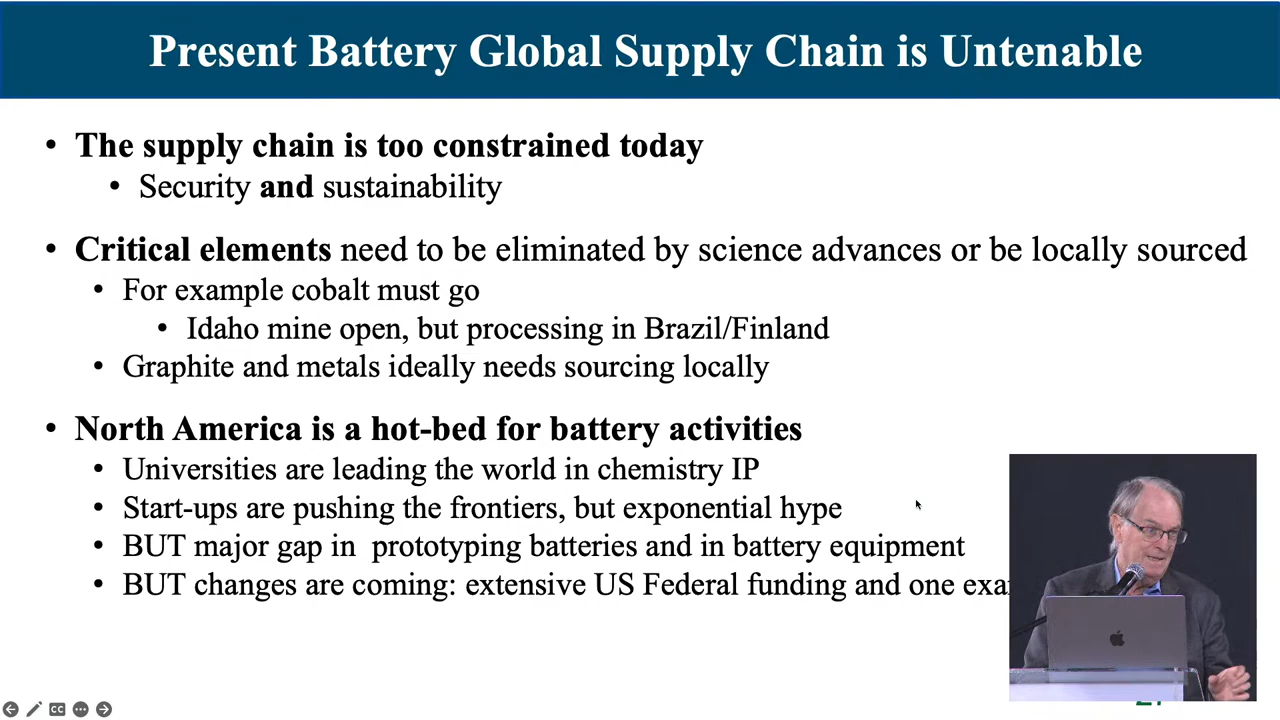 Present Battery Global Supply Chain is Untenable
• The supply chain is too constrained today
• Security and sustainability
• Critical elements need to be eliminated by science advances or be locally sourced
• For example cobalt must go
• Idaho mine open, but processing in Brazil/Finland
• Graphite and metals ideally needs sourcing locally
• North America is a hot-bed for battery activities
• Universities are leading the world in chemistry IP
• Start-ups are pushing the frontiers, but exponential hype
• BUT major gap in  prototyping batteries and in battery equipment
• BUT changes are coming: extensive US Federal funding and one
CC